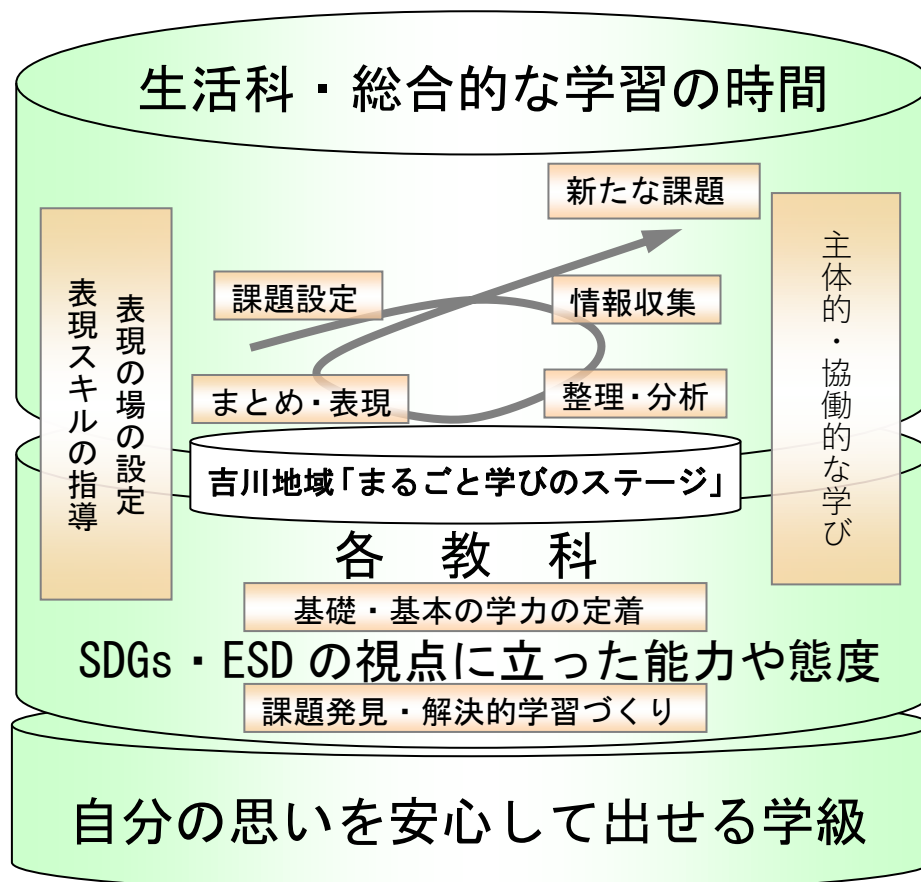 生活科・総合的な学習の時間
新たな課題
課題設定
情報収集
まとめ・表現
整理・分析
表現の場の設定
表現スキルの指導
主体的・協働的な学び
吉川地域「まるごと学びのステージ」
各　教　科
基礎・基本の学力の定着
SDGs・ESDの視点に立った能力や態度
課題発見・解決的学習づくり
自分の思いを安心して出せる学級